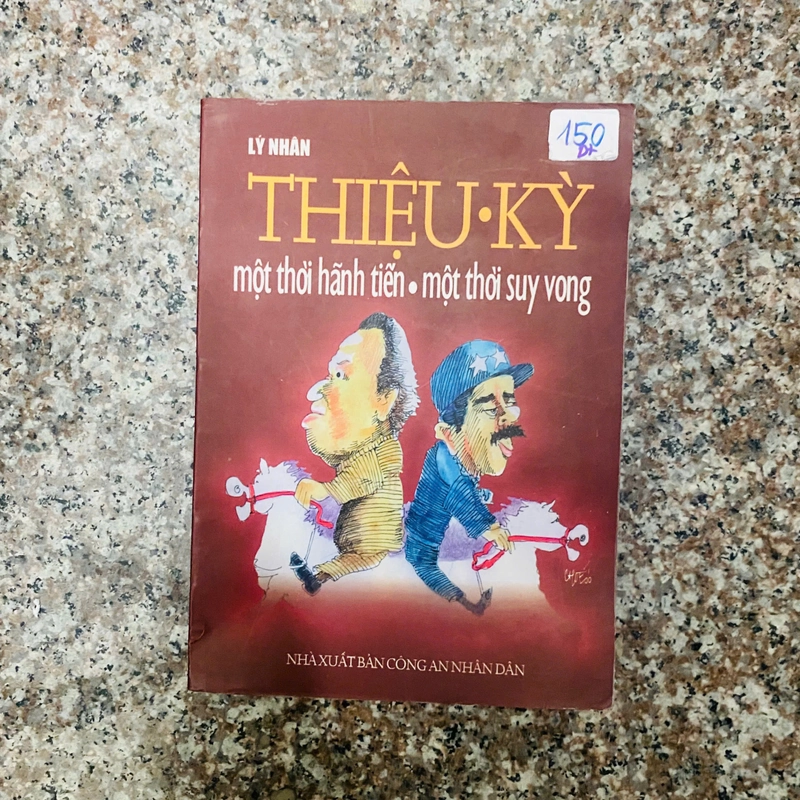 150
Đt
LÝ NHÂN
THIỆU·KỲ
một thời hãnh tiến • một thời suy vong
NHÀ XUẤT BẢN CÔNG AN NHÂN DÂN